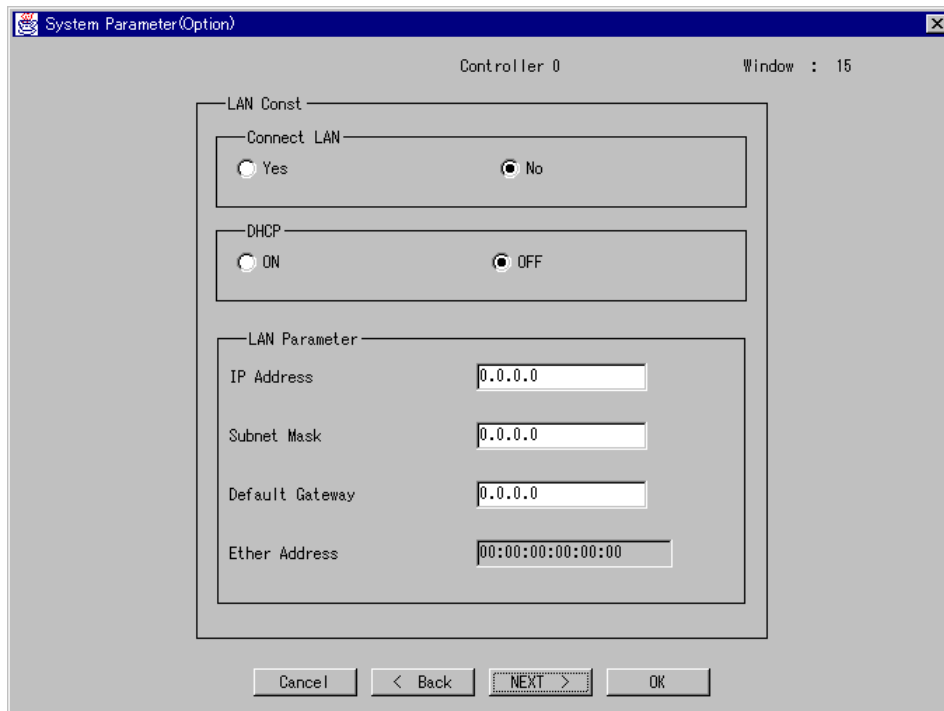 System Parameter(Option)
Controller 0 Window : 15
LAN Const
Connect LAN
Yes No
DHCP
ON OFF
LAN Parameter
IP Address 0.0.0.0
Subnet Mask 0.0.0.0
Default Gateway 0.0.0.0
Ether Address 00:00:00:00:00:00
Cancel < Back NEXT > OK